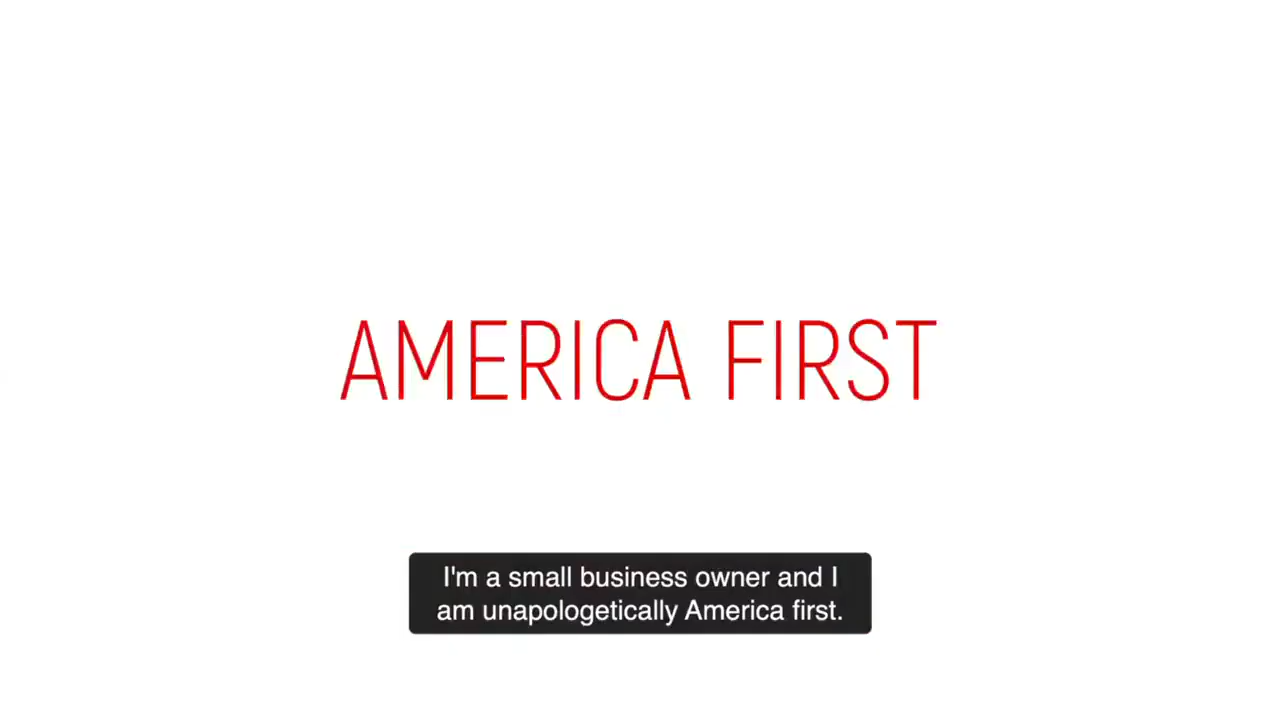 AMERICA FIRST
I'm a small business owner and I
am unapologetically America first.